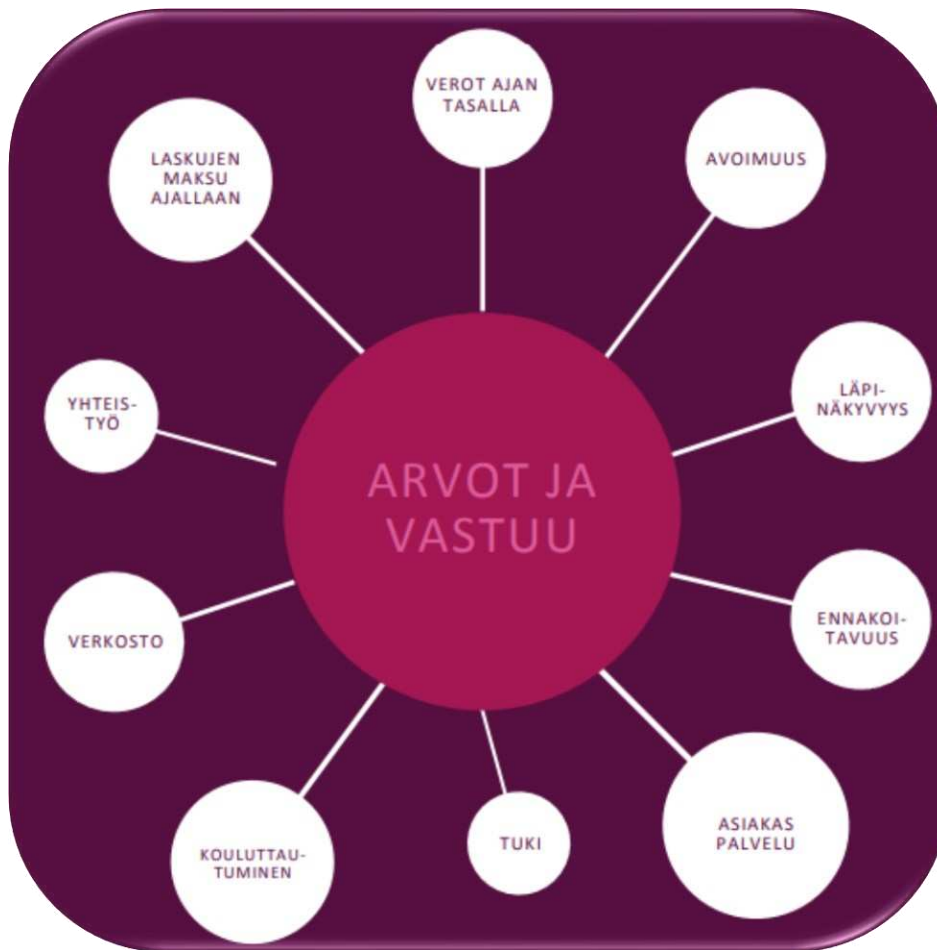 VEROT AJAN
TASALLA
AVOIMUUS
LÄPI-
NÄKYVYYS
ENNAKOI-
TAVUUS
ASIAKAS
PALVELU
TUKI
KOULUTTAU-
TUMINEN
VERKOSTO
YHTEIS-
TYÖ
LASKUJEN
MAKSU
AJALLAAN
ARVOT JA
VASTUU